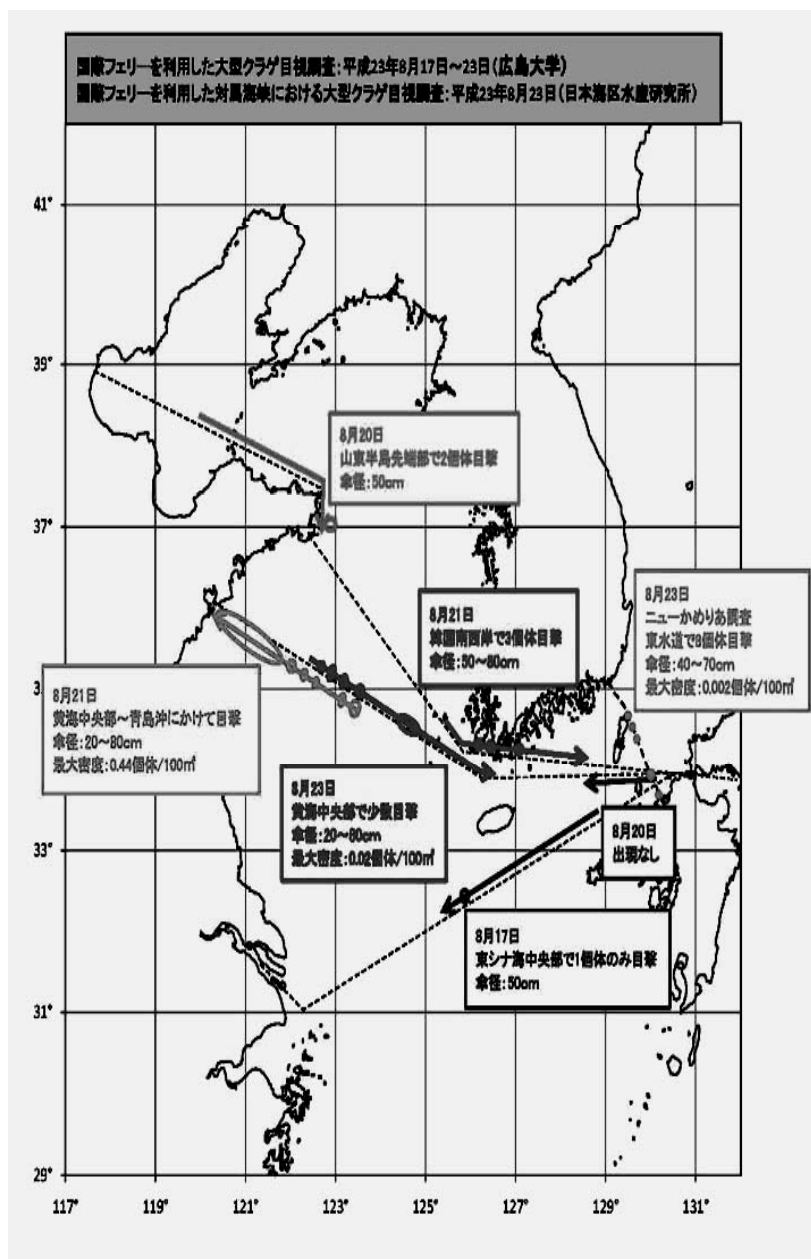 国際フェリーを利用した大型クラゲ目視調査:平成23年8月17日~23日(広島大学)
国際フェリーを利用した対馬海峡における大型クラゲ目視調査:平成23年8月23日(日本海区水産研究所)
41°
39°
8月20日
山東半島先端部で2個体目撃
傘径:50cm
37°
8月21日
韓国南西岸で3個体目撃
傘径:50~80cm
8月23日
ニューかめりあ調査
東水道で8個体目撃
傘径:40~70cm
最大密度:0.002個体/100㎡
8月21日
黄海中央部~青島沖にかけて目撃
傘径:20~80cm
最大密度:0.44個体/100㎡
8月23日
黄海中央部で少数目撃
傘径:20~80cm
最大密度:0.02個体/100㎡
33°
8月20日
出現なし
8月17日
東シナ海中央部で1個体のみ目撃
傘径:50cm
31°
29°
117°
119°
121°
123°
125°
127°
129°
131°